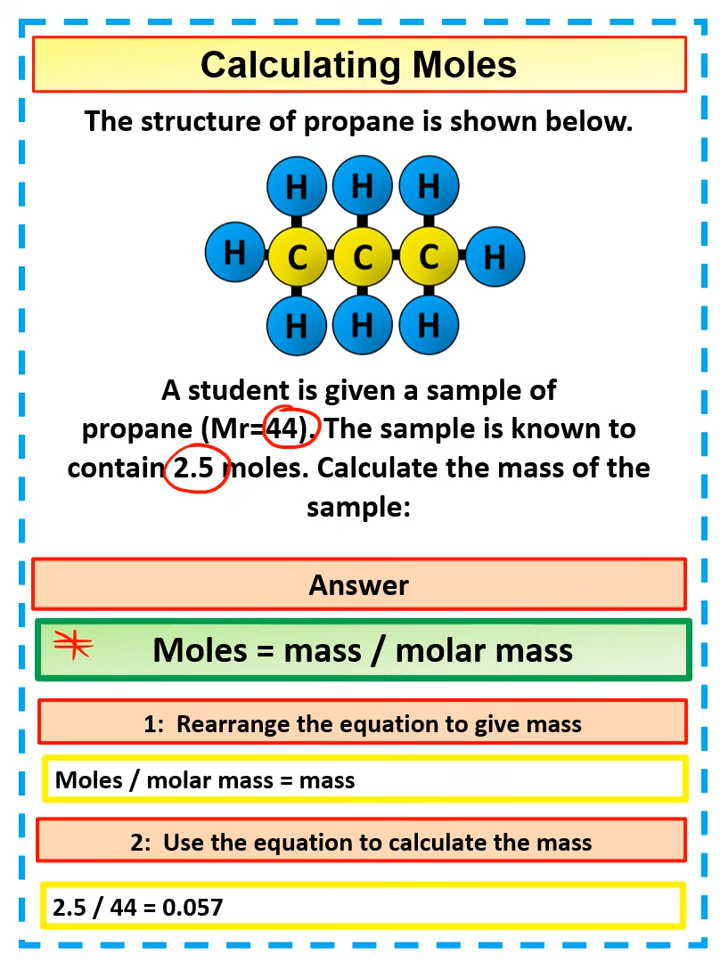 Calculating Moles
The structure of propane is shown below.
H H H
H C C C H
H H H
A student is given a sample of
propane (Mr=44). The sample is known to
contain 2.5 moles. Calculate the mass of the
sample:
Answer
Moles = mass / molar mass
1: Rearrange the equation to give mass
Moles / molar mass = mass
2: Use the equation to calculate the mass
2.5 / 44 = 0.057